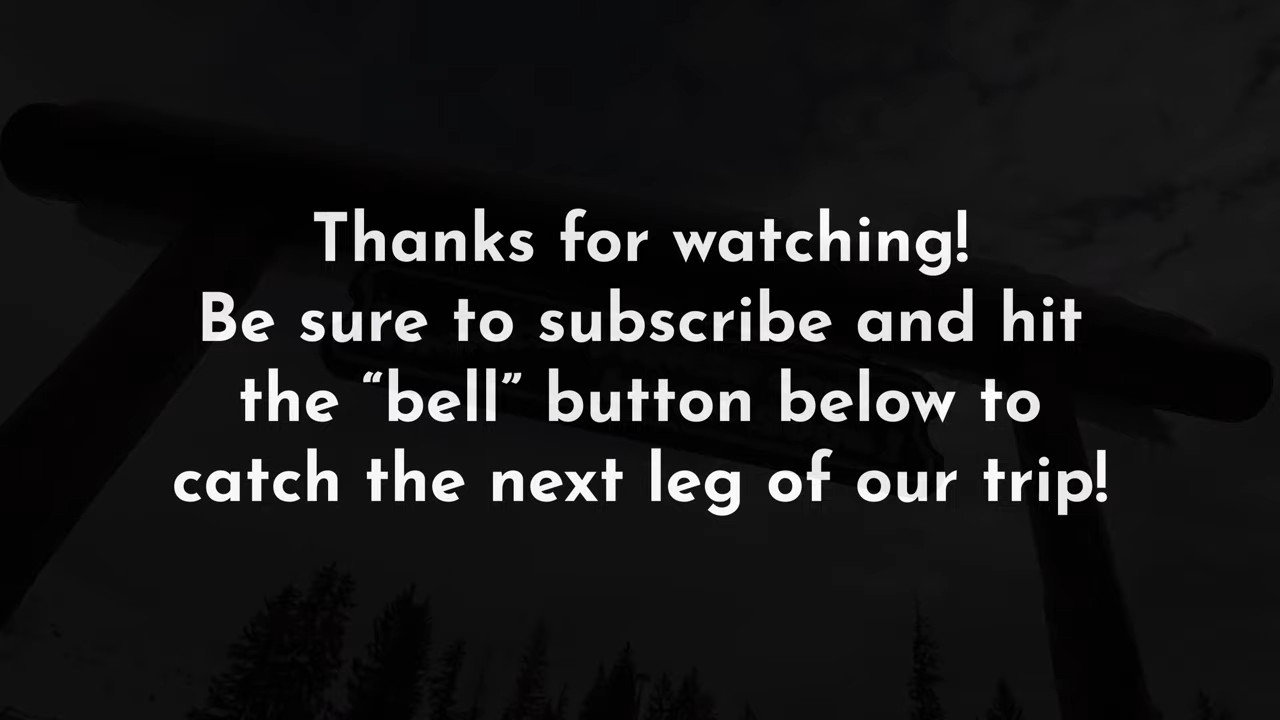 Thanks for watching!
Be sure to subscribe and hit
the “bell” button below to
catch the next leg of our trip!